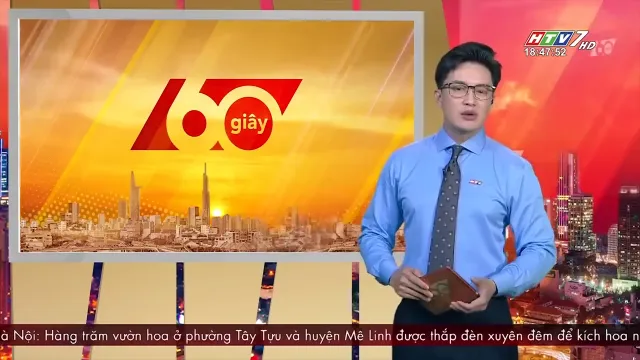 HTV7 HD
18:47:52
60 giây
HTV7
à Nội: Hàng trăm vườn hoa ở phường Tây Tựu và huyện Mê Linh được thắp đèn xuyên đêm để kích hoa n